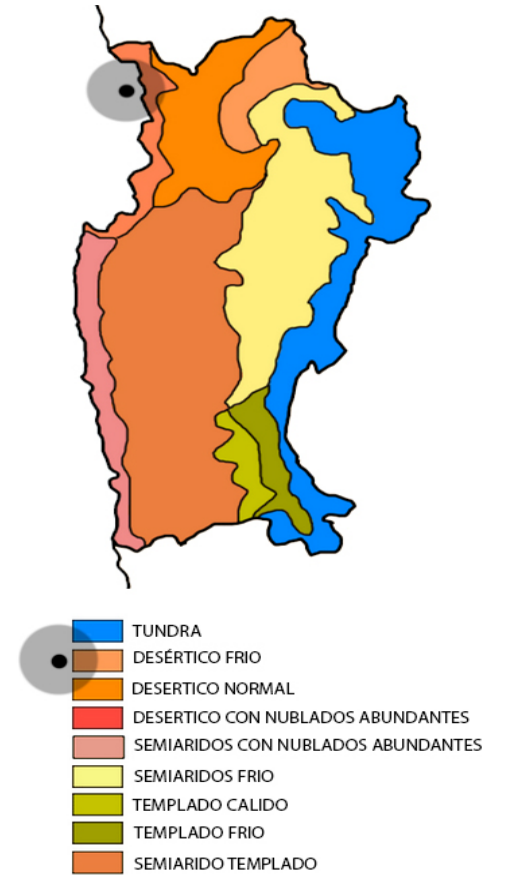 TUNDRA
DESÉRTICO FRIO
DESERTICO NORMAL
DESERTICO CON NUBLADOS ABUNDANTES
SEMIARIDOS CON NUBLADOS ABUNDANTES
SEMIARIDOS FRIO
TEMPLADO CALIDO
TEMPLADO FRIO
SEMIARIDO TEMPLADO